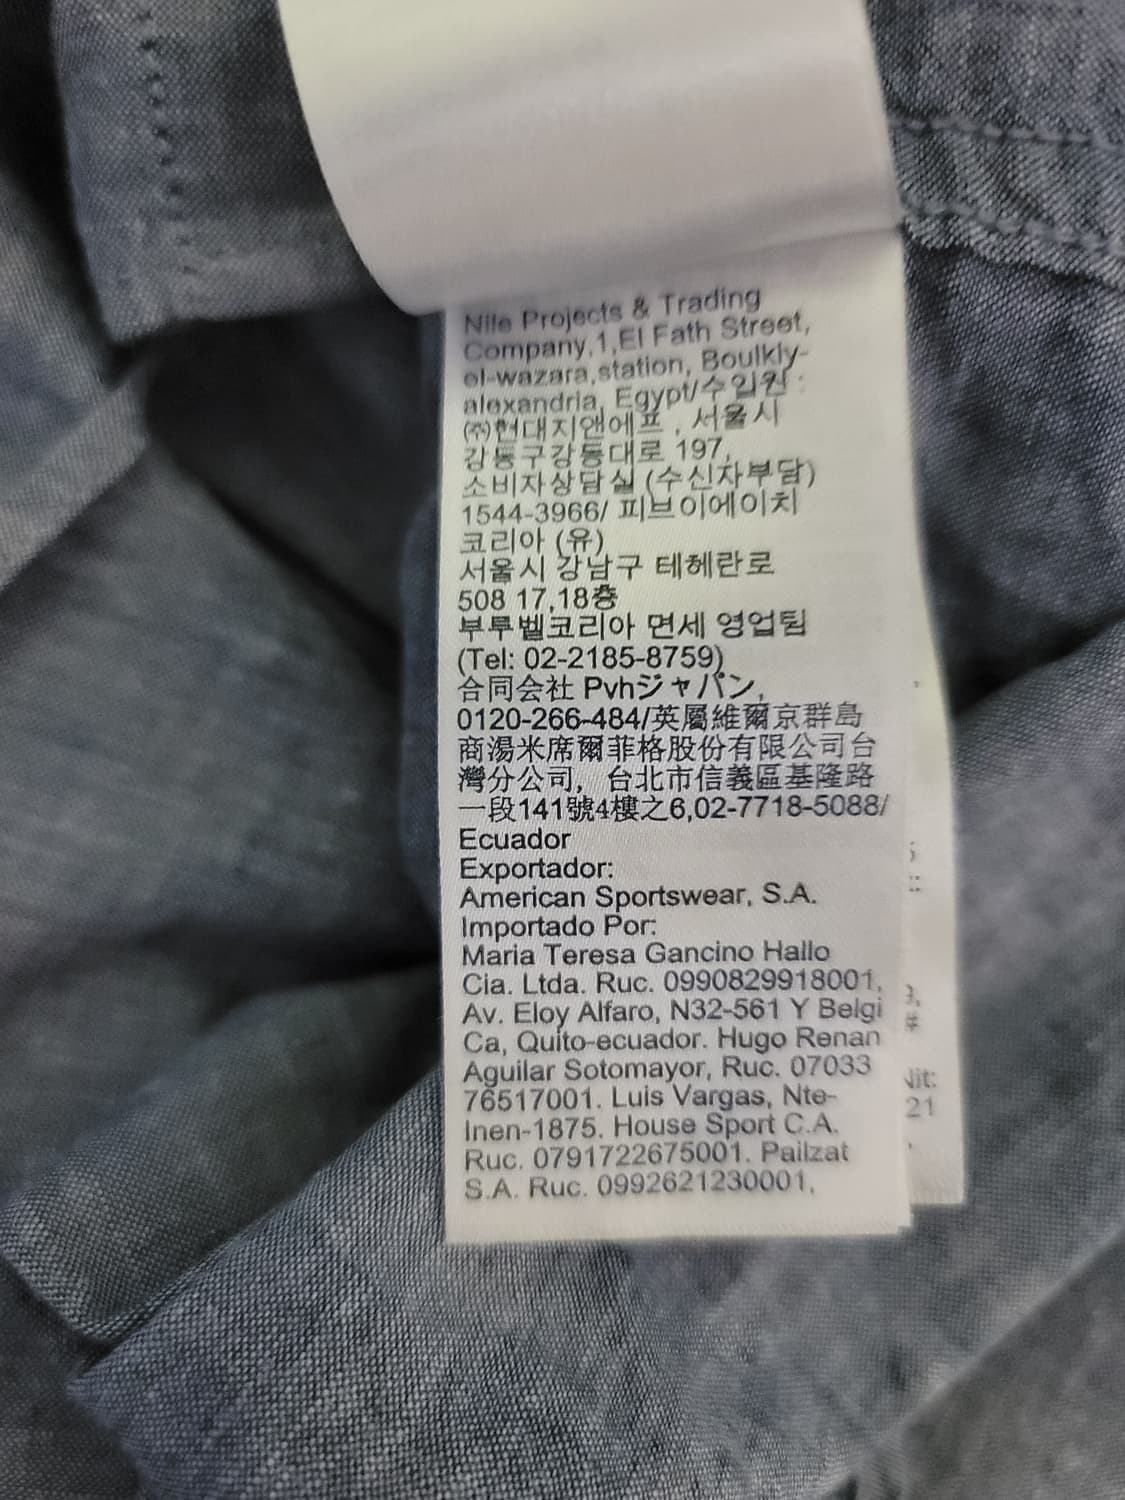 Nile Projects & Trading
Company,1,El Fath Street,
el-wazara,station, Boulkly-
alexandria, Egypt/수입원 :
㈜현대지앤에프 , 서울시
강동구강동대로 197,
소비자상담실 (수신자부담)
1544-3966/ 피브이에이치
코리아 (유)
서울시 강남구 테헤란로
508 17,18층
부루벨코리아 면세 영업팀
(Tel: 02-2185-8759)
合同会社 Pvhジャパン,
0120-266-484/英屬維爾京群島
商湯米席爾菲格股份有限公司台
灣分公司, 台北市信義區基隆路
一段141號4樓之6,02-7718-5088/
Ecuador
Exportador:
American Sportswear, S.A.
Importado Por:
Maria Teresa Gancino Hallo
Cia. Ltda. Ruc. 0990829918001,
Av. Eloy Alfaro, N32-561 Y Belgi
Ca, Quito-ecuador. Hugo Renan
Aguilar Sotomayor, Ruc. 07033
76517001. Luis Vargas, Nte-
Inen-1875. House Sport C.A.
Ruc. 0791722675001. Pailzat
S.A. Ruc. 0992621230001,
#
Nit:
21